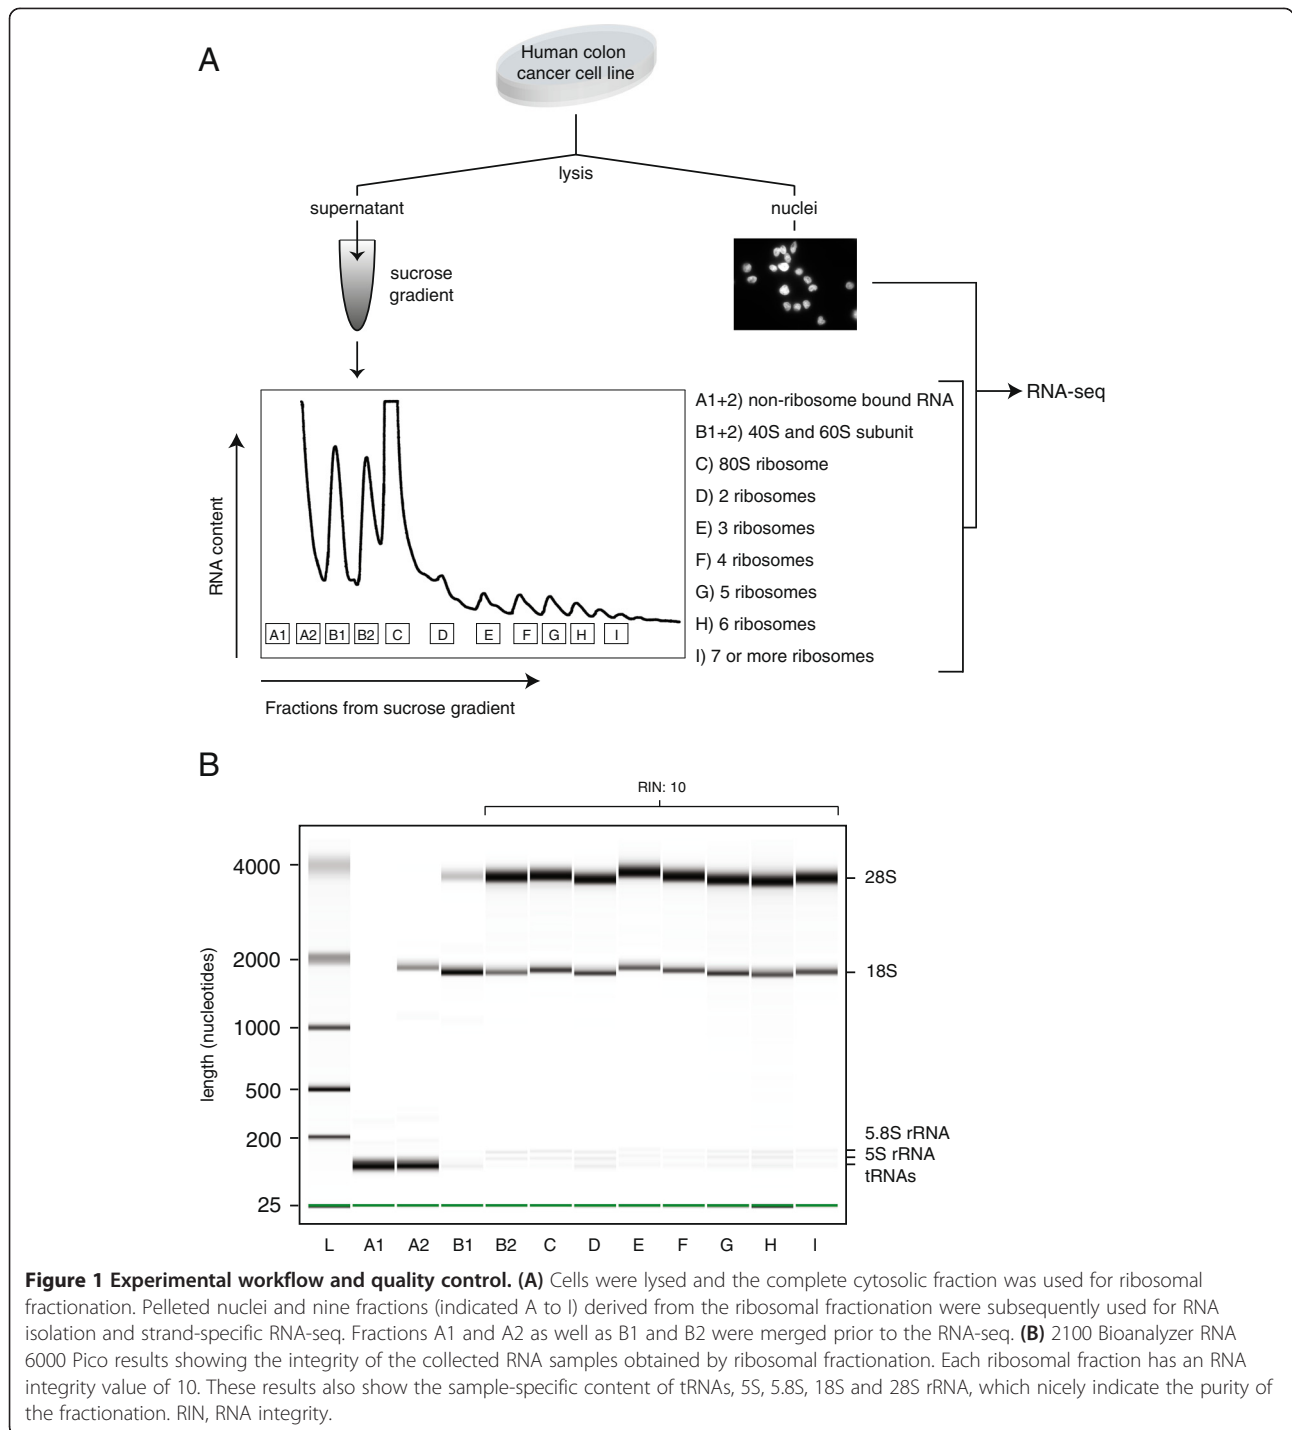 A
Human colon
cancer cell line
lysis
supernatant
nuclei
sucrose
gradient
RNA content
A1 A2 B1 B2 C D E F G H I
Fractions from sucrose gradient
A1+2) non-ribosome bound RNA
B1+2) 40S and 60S subunit
C) 80S ribosome
D) 2 ribosomes
E) 3 ribosomes
F) 4 ribosomes
G) 5 ribosomes
H) 6 ribosomes
I) 7 or more ribosomes
RNA-seq
B
RIN: 10
length (nucleotides)
4000
2000
1000
500
200
25
28S
18S
5.8S rRNA
5S rRNA
tRNAs
L A1 A2 B1 B2 C D E F G H I
Figure 1 Experimental workflow and quality control. (A) Cells were lysed and the complete cytosolic fraction was used for ribosomal
fractionation. Pelleted nuclei and nine fractions (indicated A to I) derived from the ribosomal fractionation were subsequently used for RNA
isolation and strand-specific RNA-seq. Fractions A1 and A2 as well as B1 and B2 were merged prior to the RNA-seq. (B) 2100 Bioanalyzer RNA
6000 Pico results showing the integrity of the collected RNA samples obtained by ribosomal fractionation. Each ribosomal fraction has an RNA
integrity value of 10. These results also show the sample-specific content of tRNAs, 5S, 5.8S, 18S and 28S rRNA, which nicely indicate the purity of
the fractionation. RIN, RNA integrity.